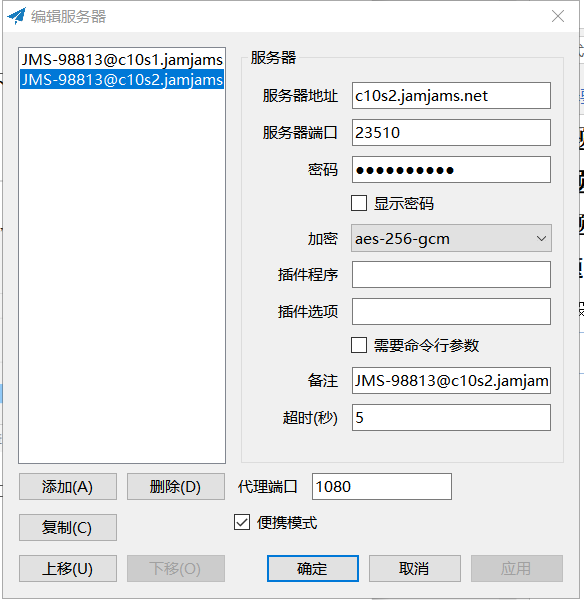 编辑服务器
JMS-98813@c10s1.jamjams
JMS-98813@c10s2.jamjams
服务器
服务器地址 c10s2.jamjams.net
服务器端口 23510
密码 ●●●●●●●●●●
显示密码
加密 aes-256-gcm
插件程序
插件选项
需要命令行参数
备注 JMS-98813@c10s2.jamjam
超时(秒) 5
添加(A) 删除(D) 代理端口 1080
复制(C) 便携模式
上移(U) 下移(O) 确定 取消 应用